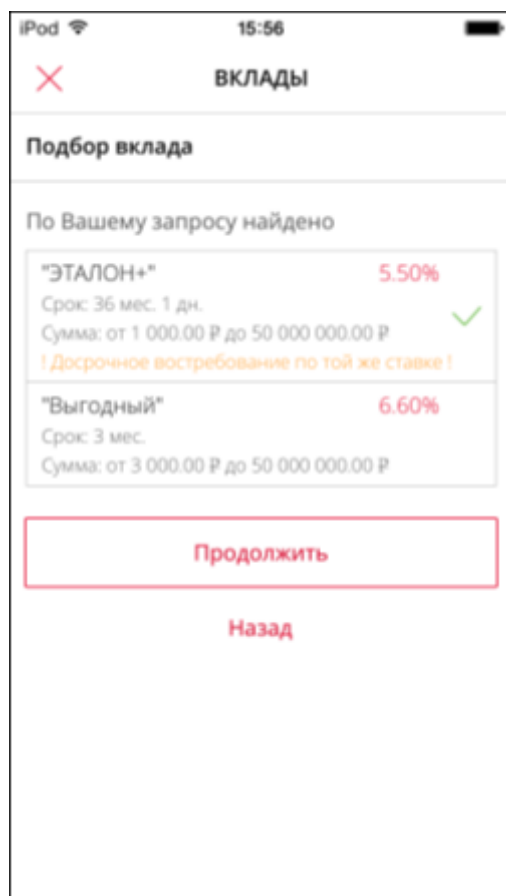 iPod 15:56
ВКЛАДЫ
Подбор вклада
По Вашему запросу найдено
"ЭТАЛОН+" 5.50%
Срок: 36 мес. 1 дн.
Сумма: от 1 000.00 ₽ до 50 000 000.00 ₽
! Досрочное востребование по той же ставке !
"Выгодный" 6.60%
Срок: 3 мес.
Сумма: от 3 000.00 ₽ до 50 000 000.00 ₽
Продолжить
Назад